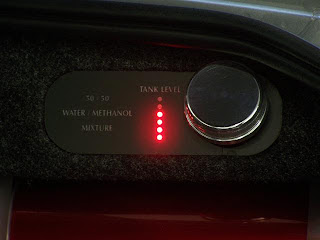 TANK LEVEL
50 - 50
WATER / METHANOL
MIXTURE